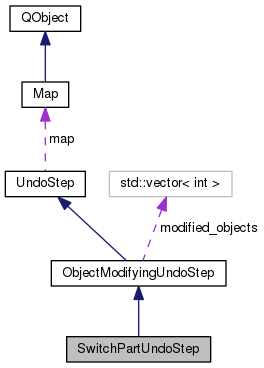 QObject
Map
map
UndoStep
std::vector< int >
modified_objects
ObjectModifyingUndoStep
SwitchPartUndoStep